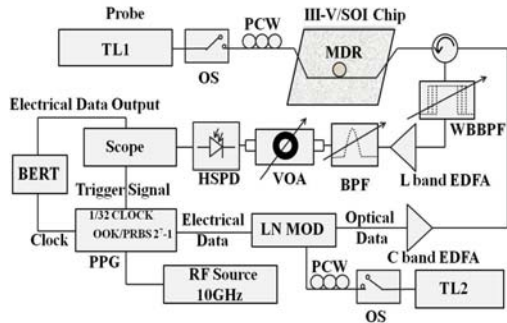 Probe
III-V/SOI Chip
TL1
OS
PCW
MDR
WBBPF
Electrical Data Output
Scope
HSPD
VOA
BPF
L band EDFA
BERT
Trigger Signal
Clock
1/32 CLOCK
OOK/PRBS 2⁷-1
PPG
Electrical
Data
LN MOD
Optical
Data
C band EDFA
PCW
RF Source
10GHz
OS
TL2